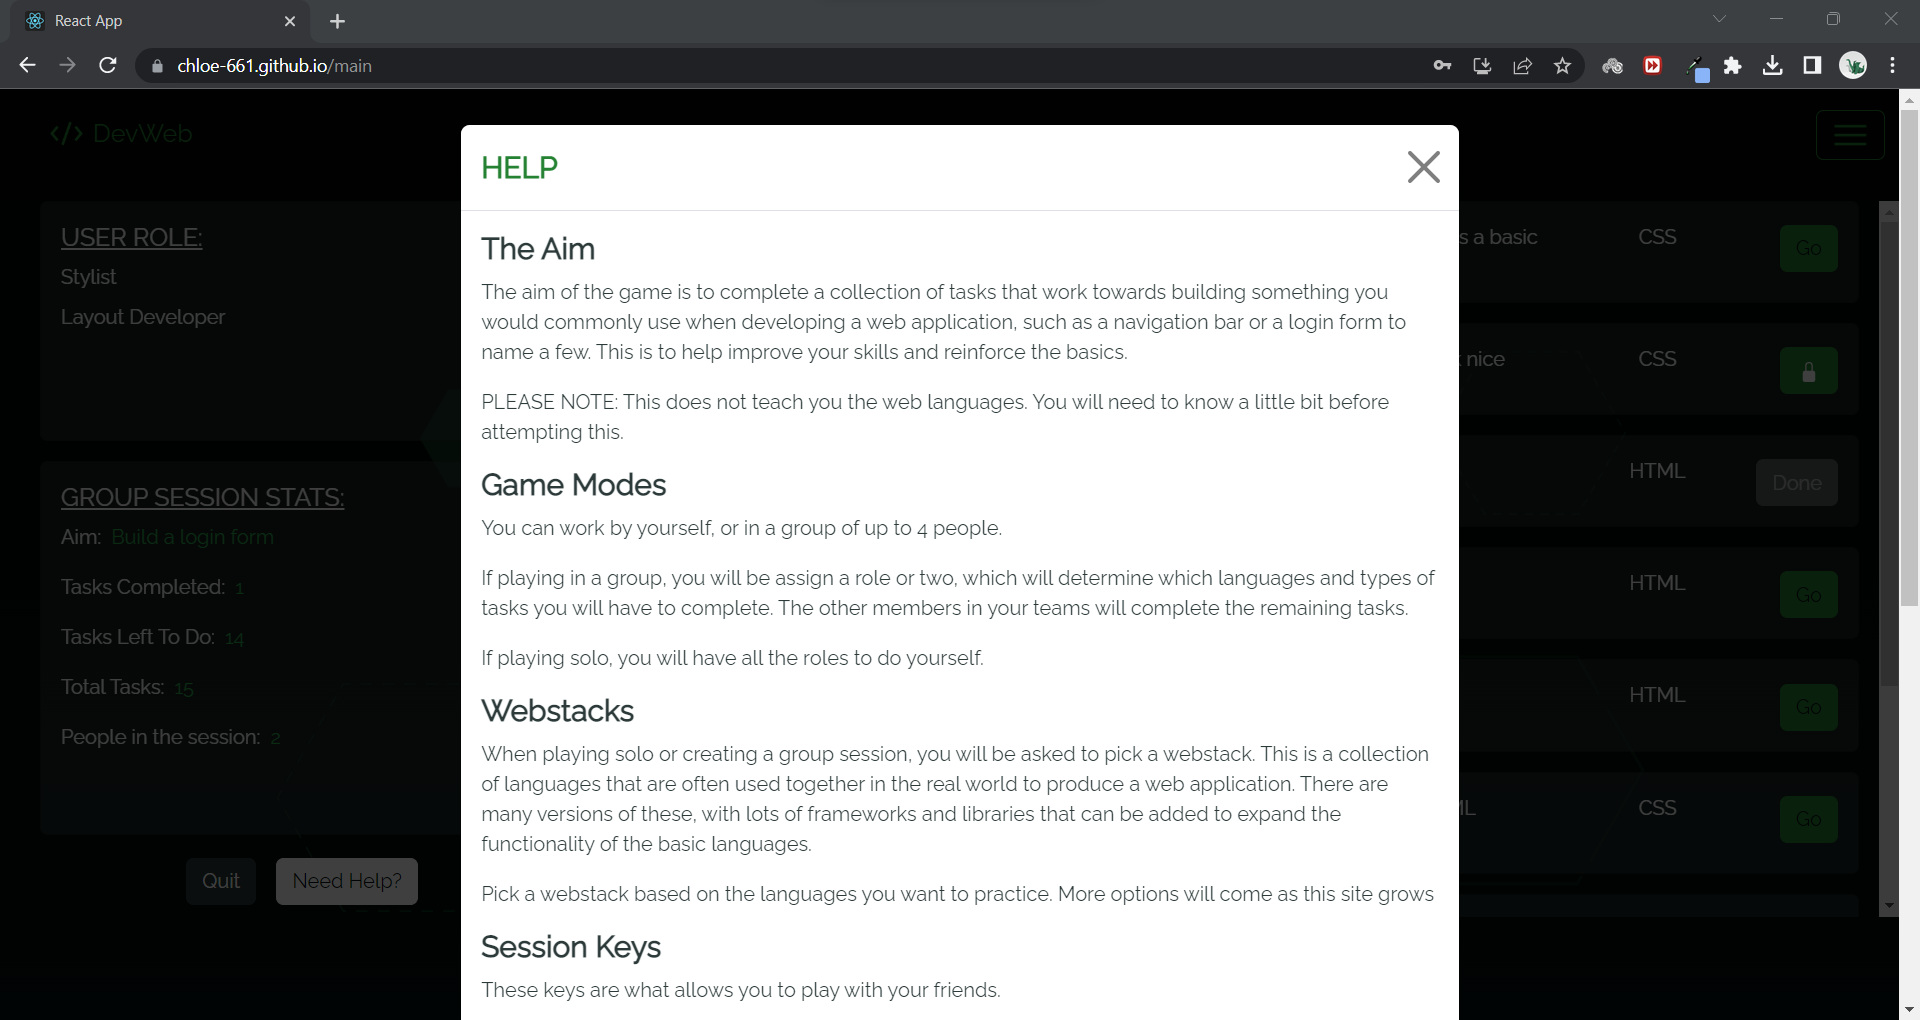 React App
chloe-661.github.io/main
</> DevWeb
USER ROLE:
Stylist
Layout Developer
GROUP SESSION STATS:
Aim: Build a login form
Tasks Completed: 1
Tasks Left To Do: 14
Total Tasks: 15
People in the session: 2
Quit
Need Help?
HELP
The Aim
The aim of the game is to complete a collection of tasks that work towards building something you
would commonly use when developing a web application, such as a navigation bar or a login form to
name a few. This is to help improve your skills and reinforce the basics.
PLEASE NOTE: This does not teach you the web languages. You will need to know a little bit before
attempting this.
Game Modes
You can work by yourself, or in a group of up to 4 people.
If playing in a group, you will be assign a role or two, which will determine which languages and types of
tasks you will have to complete. The other members in your teams will complete the remaining tasks.
If playing solo, you will have all the roles to do yourself.
Webstacks
When playing solo or creating a group session, you will be asked to pick a webstack. This is a collection
of languages that are often used together in the real world to produce a web application. There are
many versions of these, with lots of frameworks and libraries that can be added to expand the
functionality of the basic languages.
Pick a webstack based on the languages you want to practice. More options will come as this site grows
Session Keys
These keys are what allows you to play with your friends.
s a basic CSS Go
nice CSS
HTML Done
HTML Go
HTML Go
CSS Go